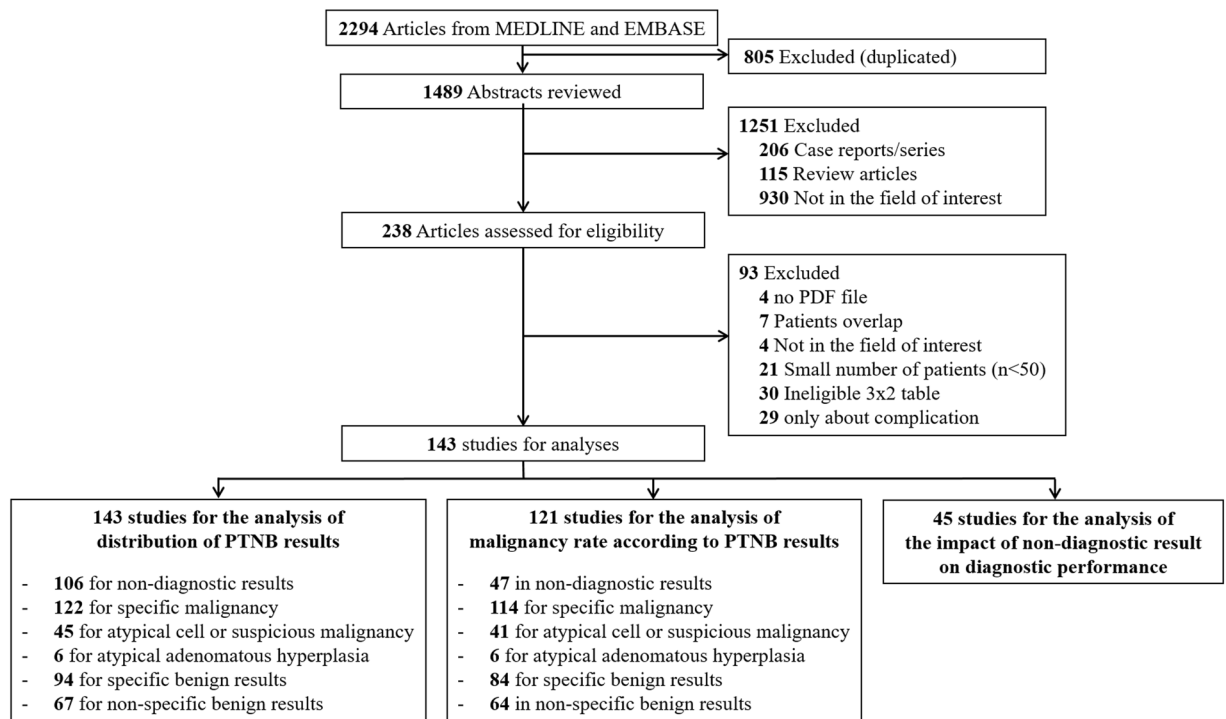 2294 Articles from MEDLINE and EMBASE
805 Excluded (duplicated)
1489 Abstracts reviewed
1251 Excluded
206 Case reports/series
115 Review articles
930 Not in the field of interest
238 Articles assessed for eligibility
93 Excluded
4 no PDF file
7 Patients overlap
4 Not in the field of interest
21 Small number of patients (n<50)
30 Ineligible 3x2 table
29 only about complication
143 studies for analyses
143 studies for the analysis of
distribution of PTNB results
- 106 for non-diagnostic results
- 122 for specific malignancy
- 45 for atypical cell or suspicious malignancy
- 6 for atypical adenomatous hyperplasia
- 94 for specific benign results
- 67 for non-specific benign results
121 studies for the analysis of
malignancy rate according to PTNB results
- 47 in non-diagnostic results
- 114 for specific malignancy
- 41 for atypical cell or suspicious malignancy
- 6 for atypical adenomatous hyperplasia
- 84 for specific benign results
- 64 in non-specific benign results
45 studies for the analysis of
the impact of non-diagnostic result
on diagnostic performance